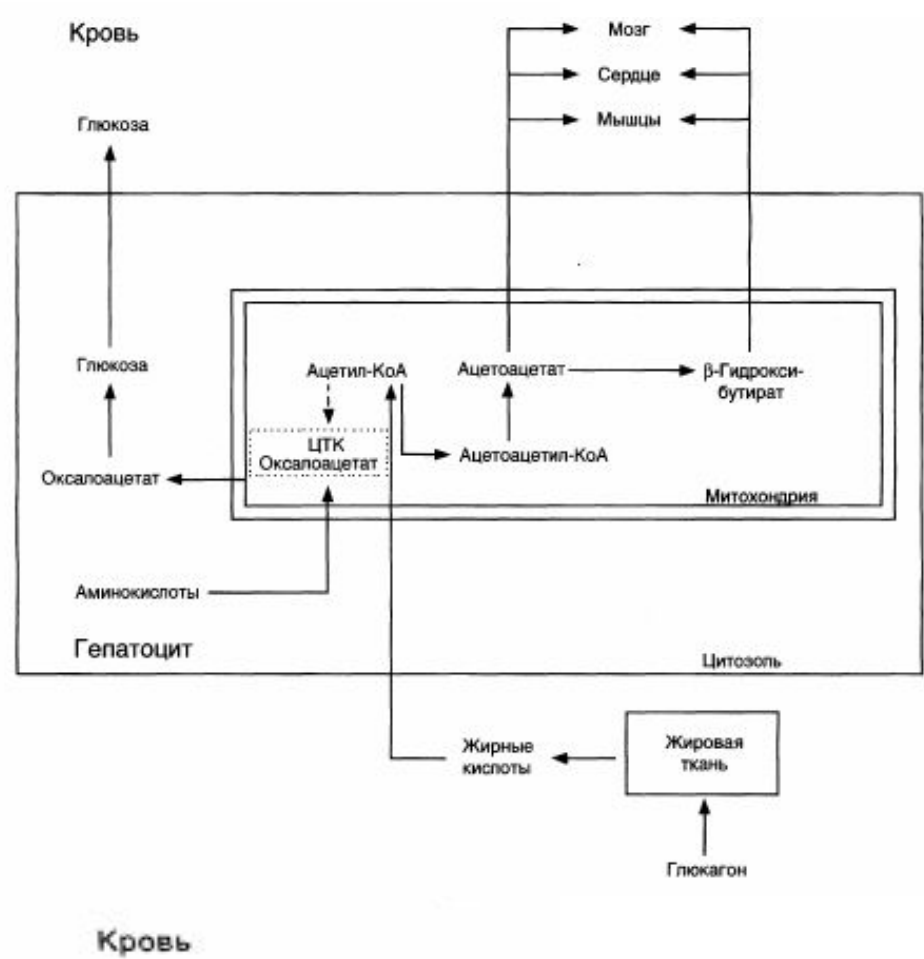 Кровь
Мозг
Сердце
Мышцы
Глюкоза
Глюкоза
Ацетил-КоА
Ацетоацетат
β-Гидрокси-
бутират
ЦТК
Оксалоацетат
Ацетоацетил-КоА
Оксалоацетат
Митохондрия
Аминокислоты
Гепатоцит
Цитозоль
Жирные
кислоты
Жировая
ткань
Глюкагон
Кровь